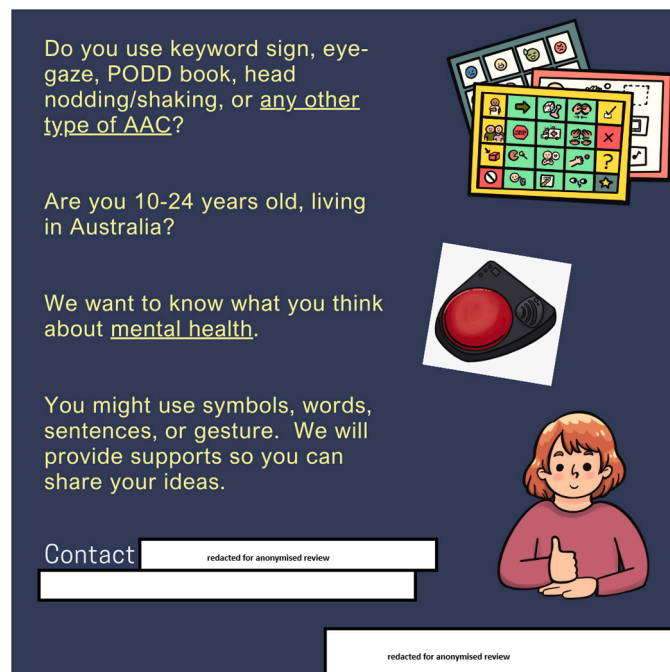 Do you use keyword sign, eye-
gaze, PODD book, head
nodding/shaking, or any other
type of AAC?
Are you 10-24 years old, living
in Australia?
We want to know what you think
about mental health.
You might use symbols, words,
sentences, or gesture. We will
provide supports so you can
share your ideas.
Contact redacted for anonymised review
redacted for anonymised review
STOP
?